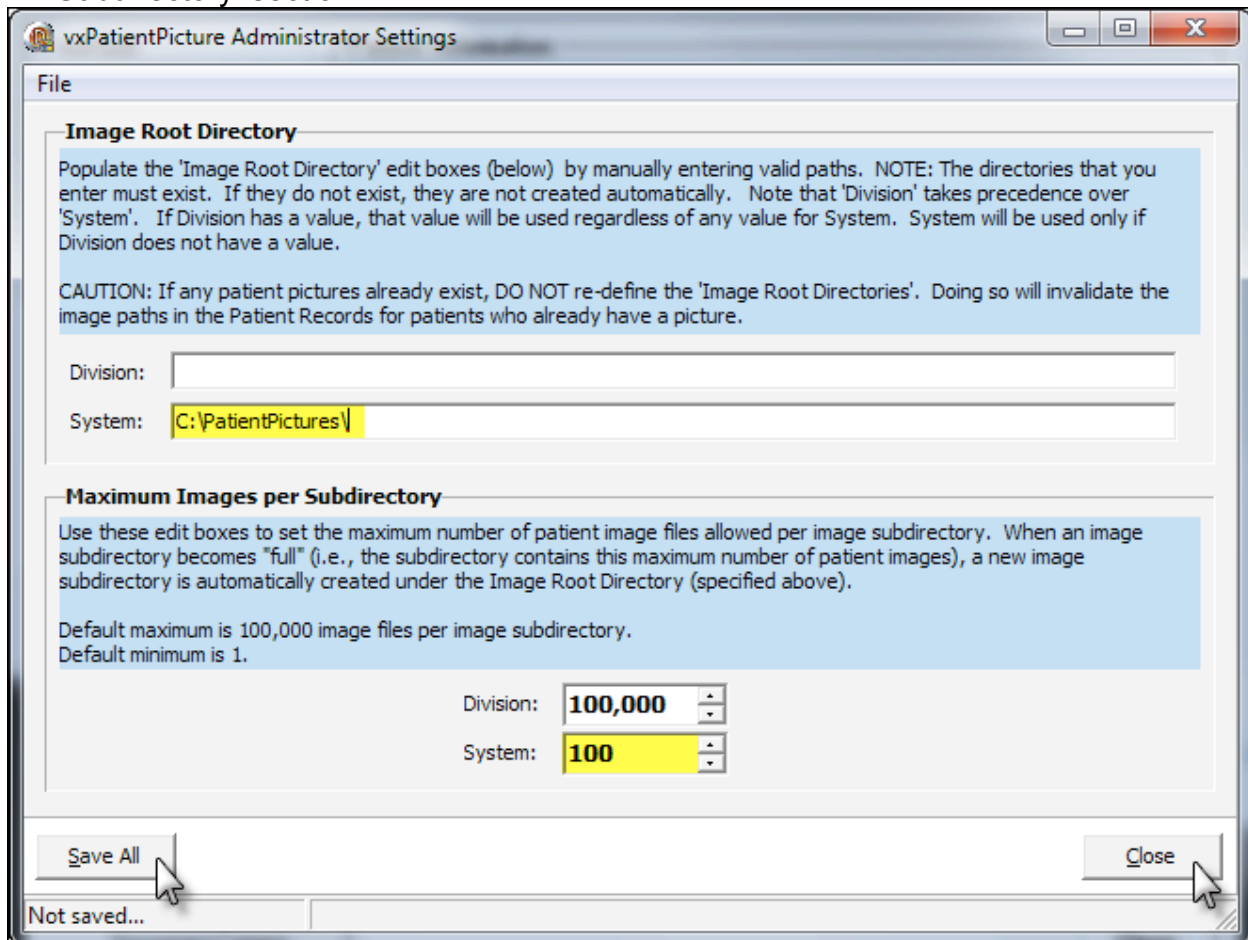 vxPatientPicture Administrator Settings
File
Image Root Directory
Populate the 'Image Root Directory' edit boxes (below)  by manually entering valid paths.  NOTE: The directories that you
enter must exist.  If they do not exist, they are not created automatically.   Note that 'Division' takes precedence over
'System'.   If Division has a value, that value will be used regardless of any value for System.  System will be used only if
Division does not have a value.
CAUTION: If any patient pictures already exist, DO NOT re-define the 'Image Root Directories'.  Doing so will invalidate the
image paths in the Patient Records for patients who already have a picture.
Division:
System: C:\PatientPictures\
Maximum Images per Subdirectory
Use these edit boxes to set the maximum number of patient image files allowed per image subdirectory.  When an image
subdirectory becomes "full" (i.e., the subdirectory contains this maximum number of patient images), a new image
subdirectory is automatically created under the Image Root Directory (specified above).
Default maximum is 100,000 image files per image subdirectory.
Default minimum is 1.
Division: 100,000
System: 100
Save All Close
Not saved...